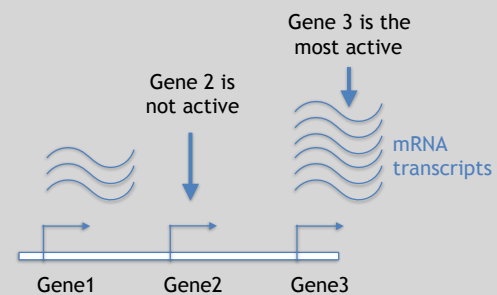 Gene 3 is the
most active
Gene 2 is
not active
mRNA
transcripts
Gene1
Gene2
Gene3